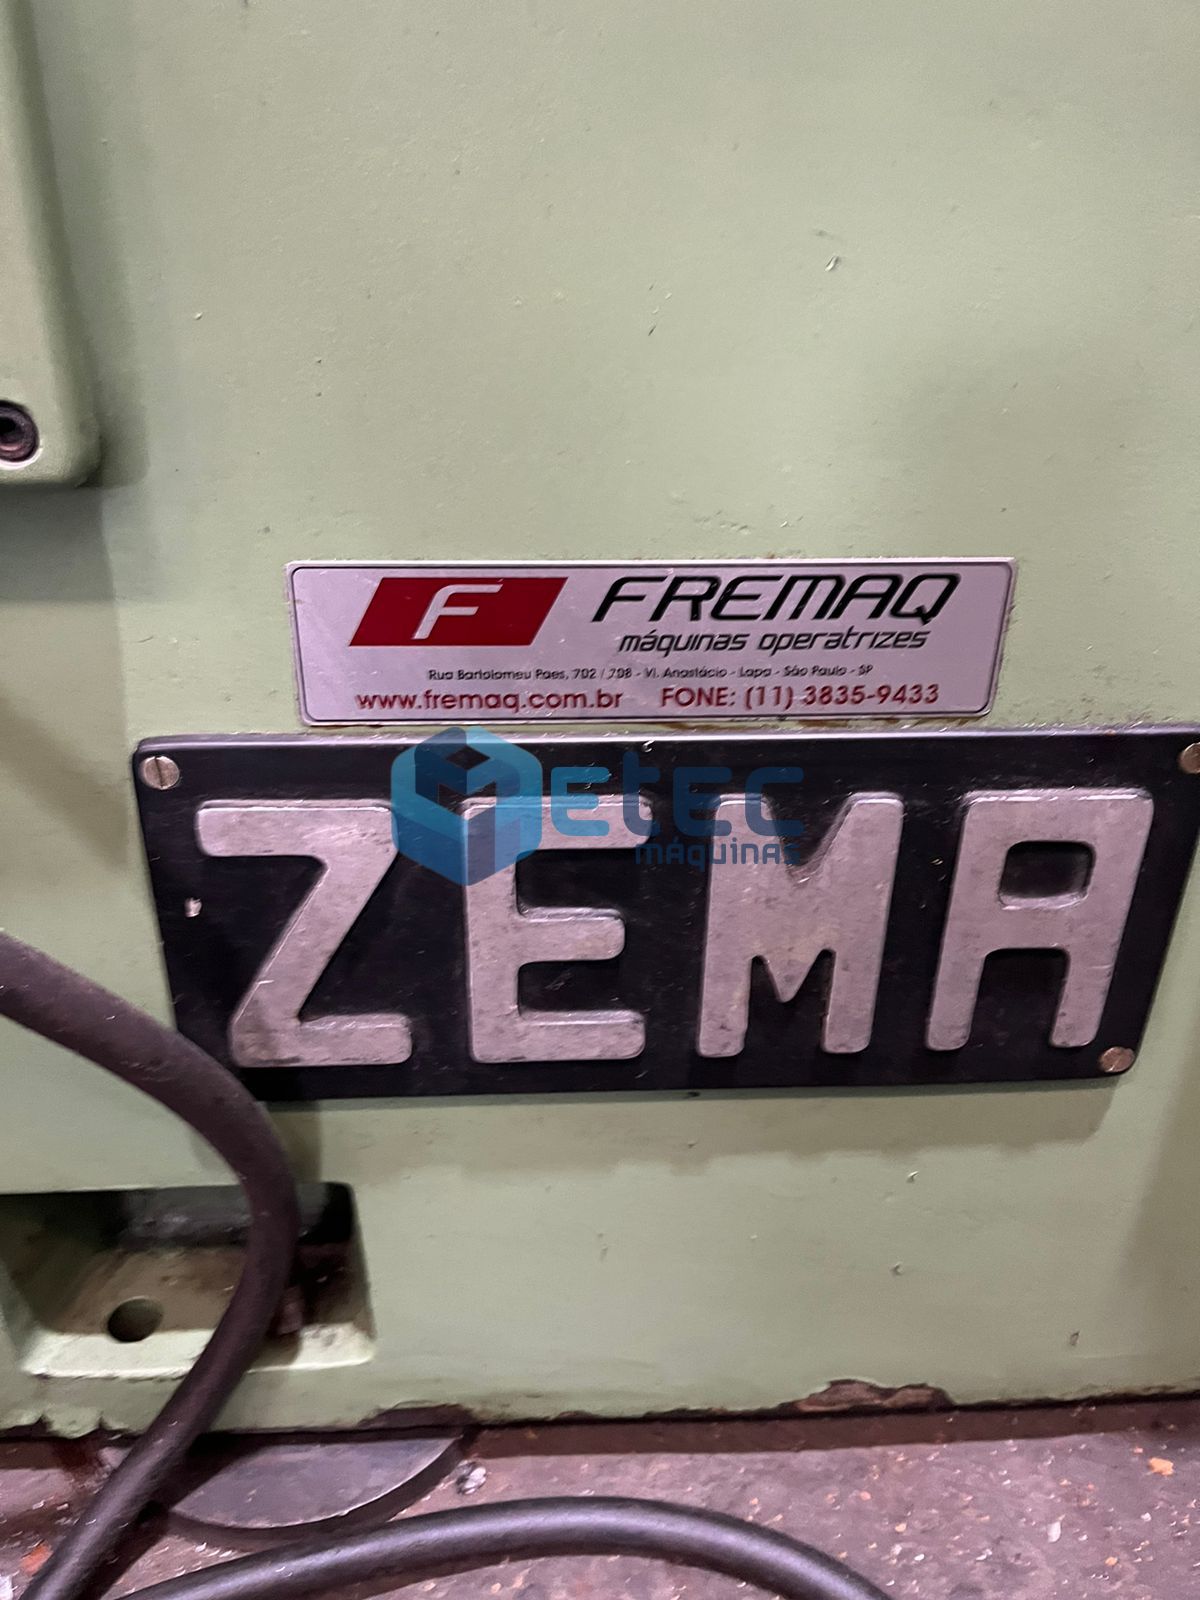 F FREMAQ
máquinas operatrizes
Rua Bartolomeu Paes, 702 / 708 - Vl. Anastácio - Lapa - São Paulo - SP
www.fremaq.com.br FONE: (11) 3835-9433
Metec
MÁQUINAS
ZEMA